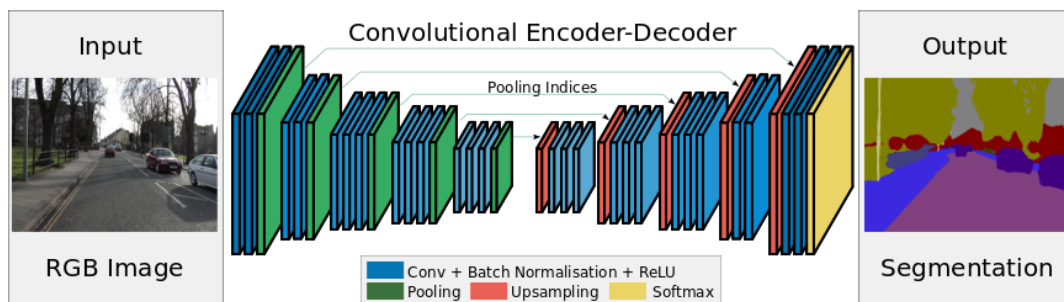 Input
RGB Image
Convolutional Encoder-Decoder
Pooling Indices
Conv + Batch Normalisation + ReLU
Pooling Upsampling Softmax
Output
Segmentation